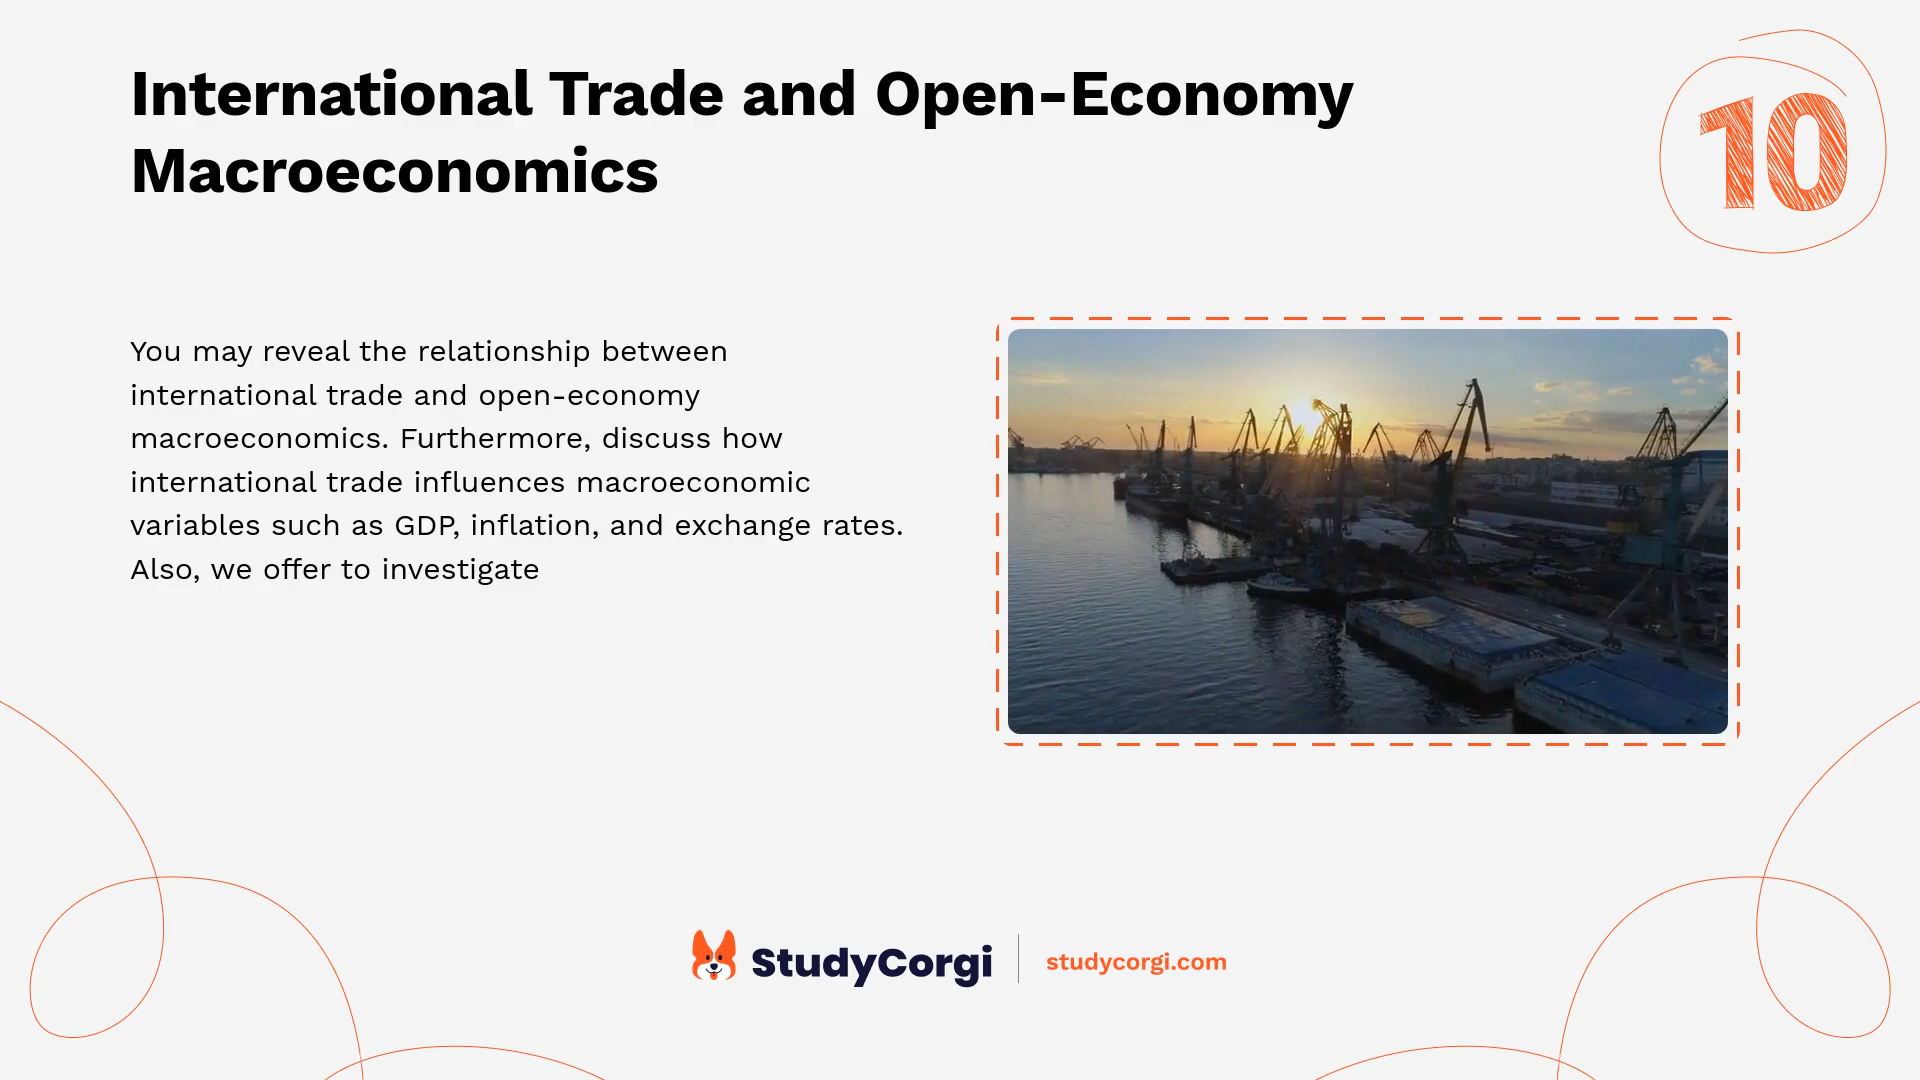 International Trade and Open-Economy
Macroeconomics
10
You may reveal the relationship between
international trade and open-economy
macroeconomics. Furthermore, discuss how
international trade influences macroeconomic
variables such as GDP, inflation, and exchange rates.
Also, we offer to investigate
StudyCorgi
studycorgi.com